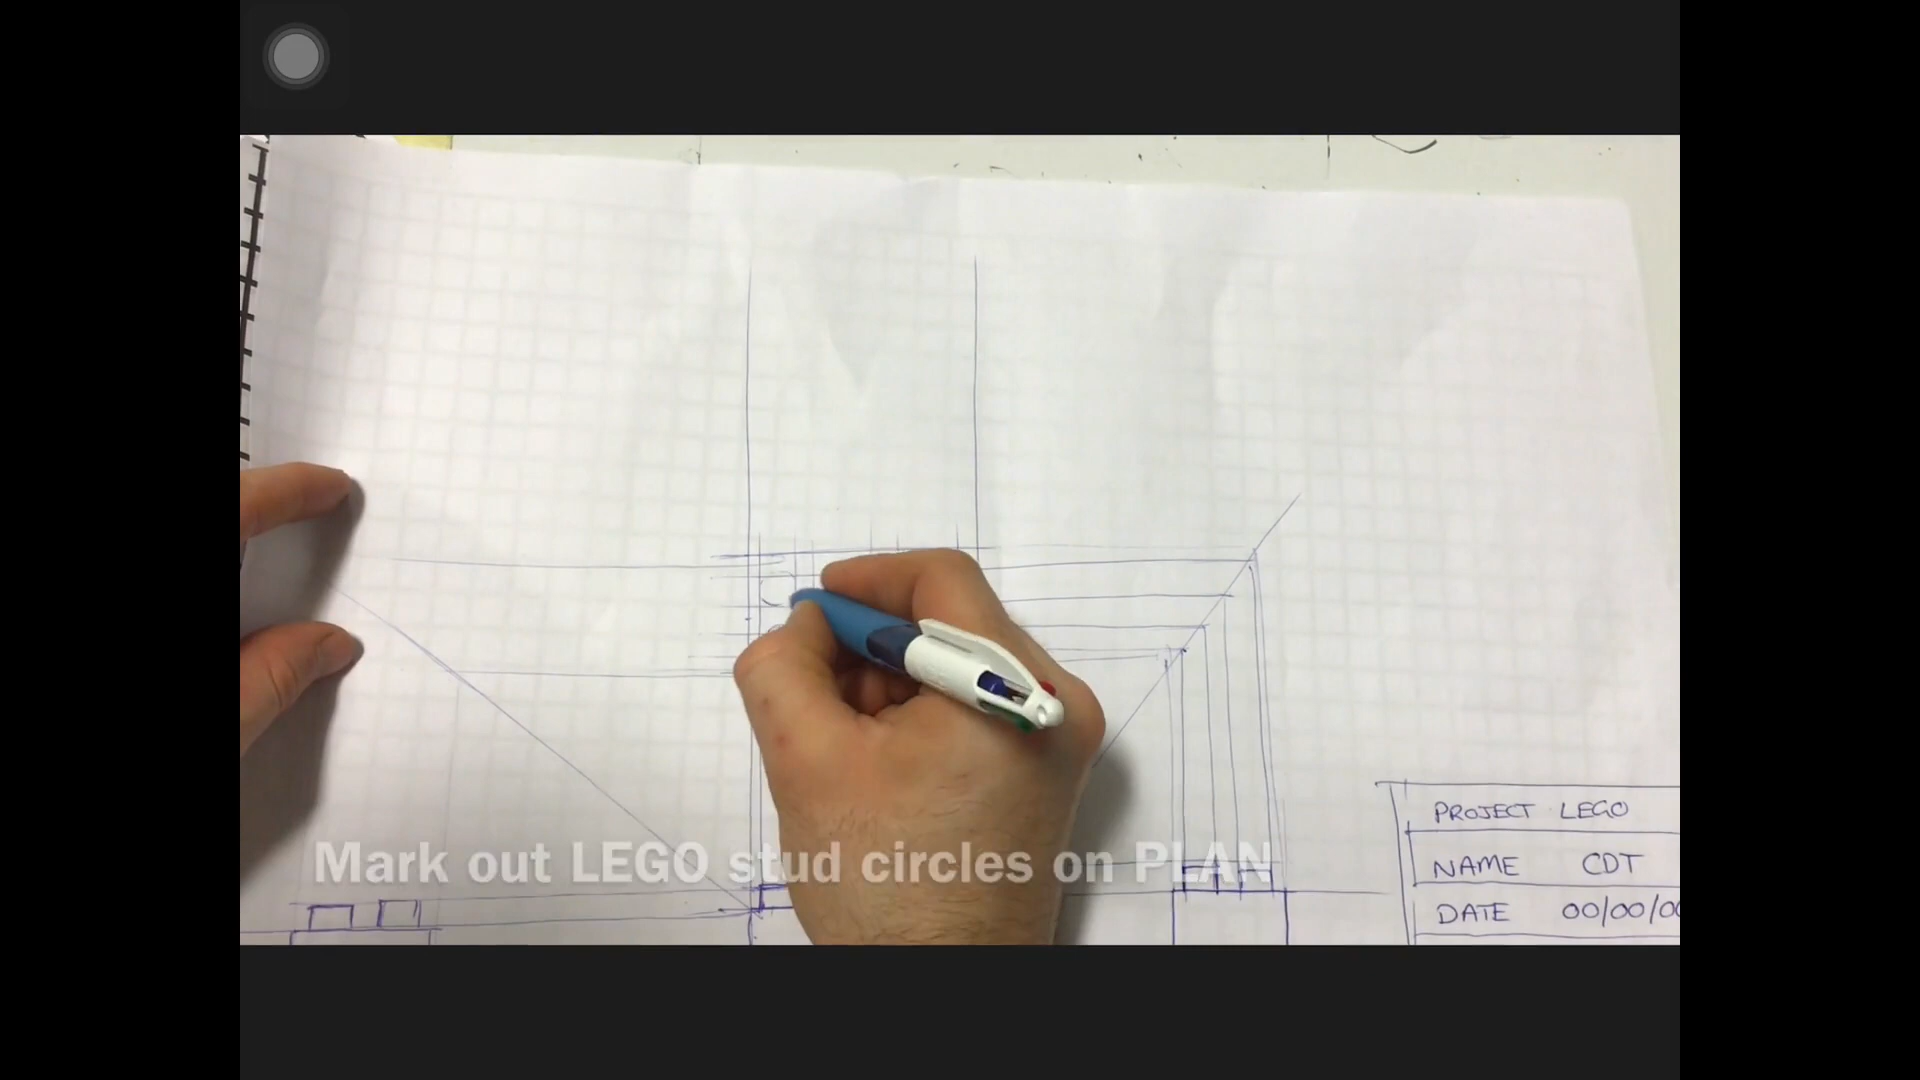 Mark out LEGO stud circles on PLAN
PROJECT LEGO
NAME CDT
DATE 00/00/00